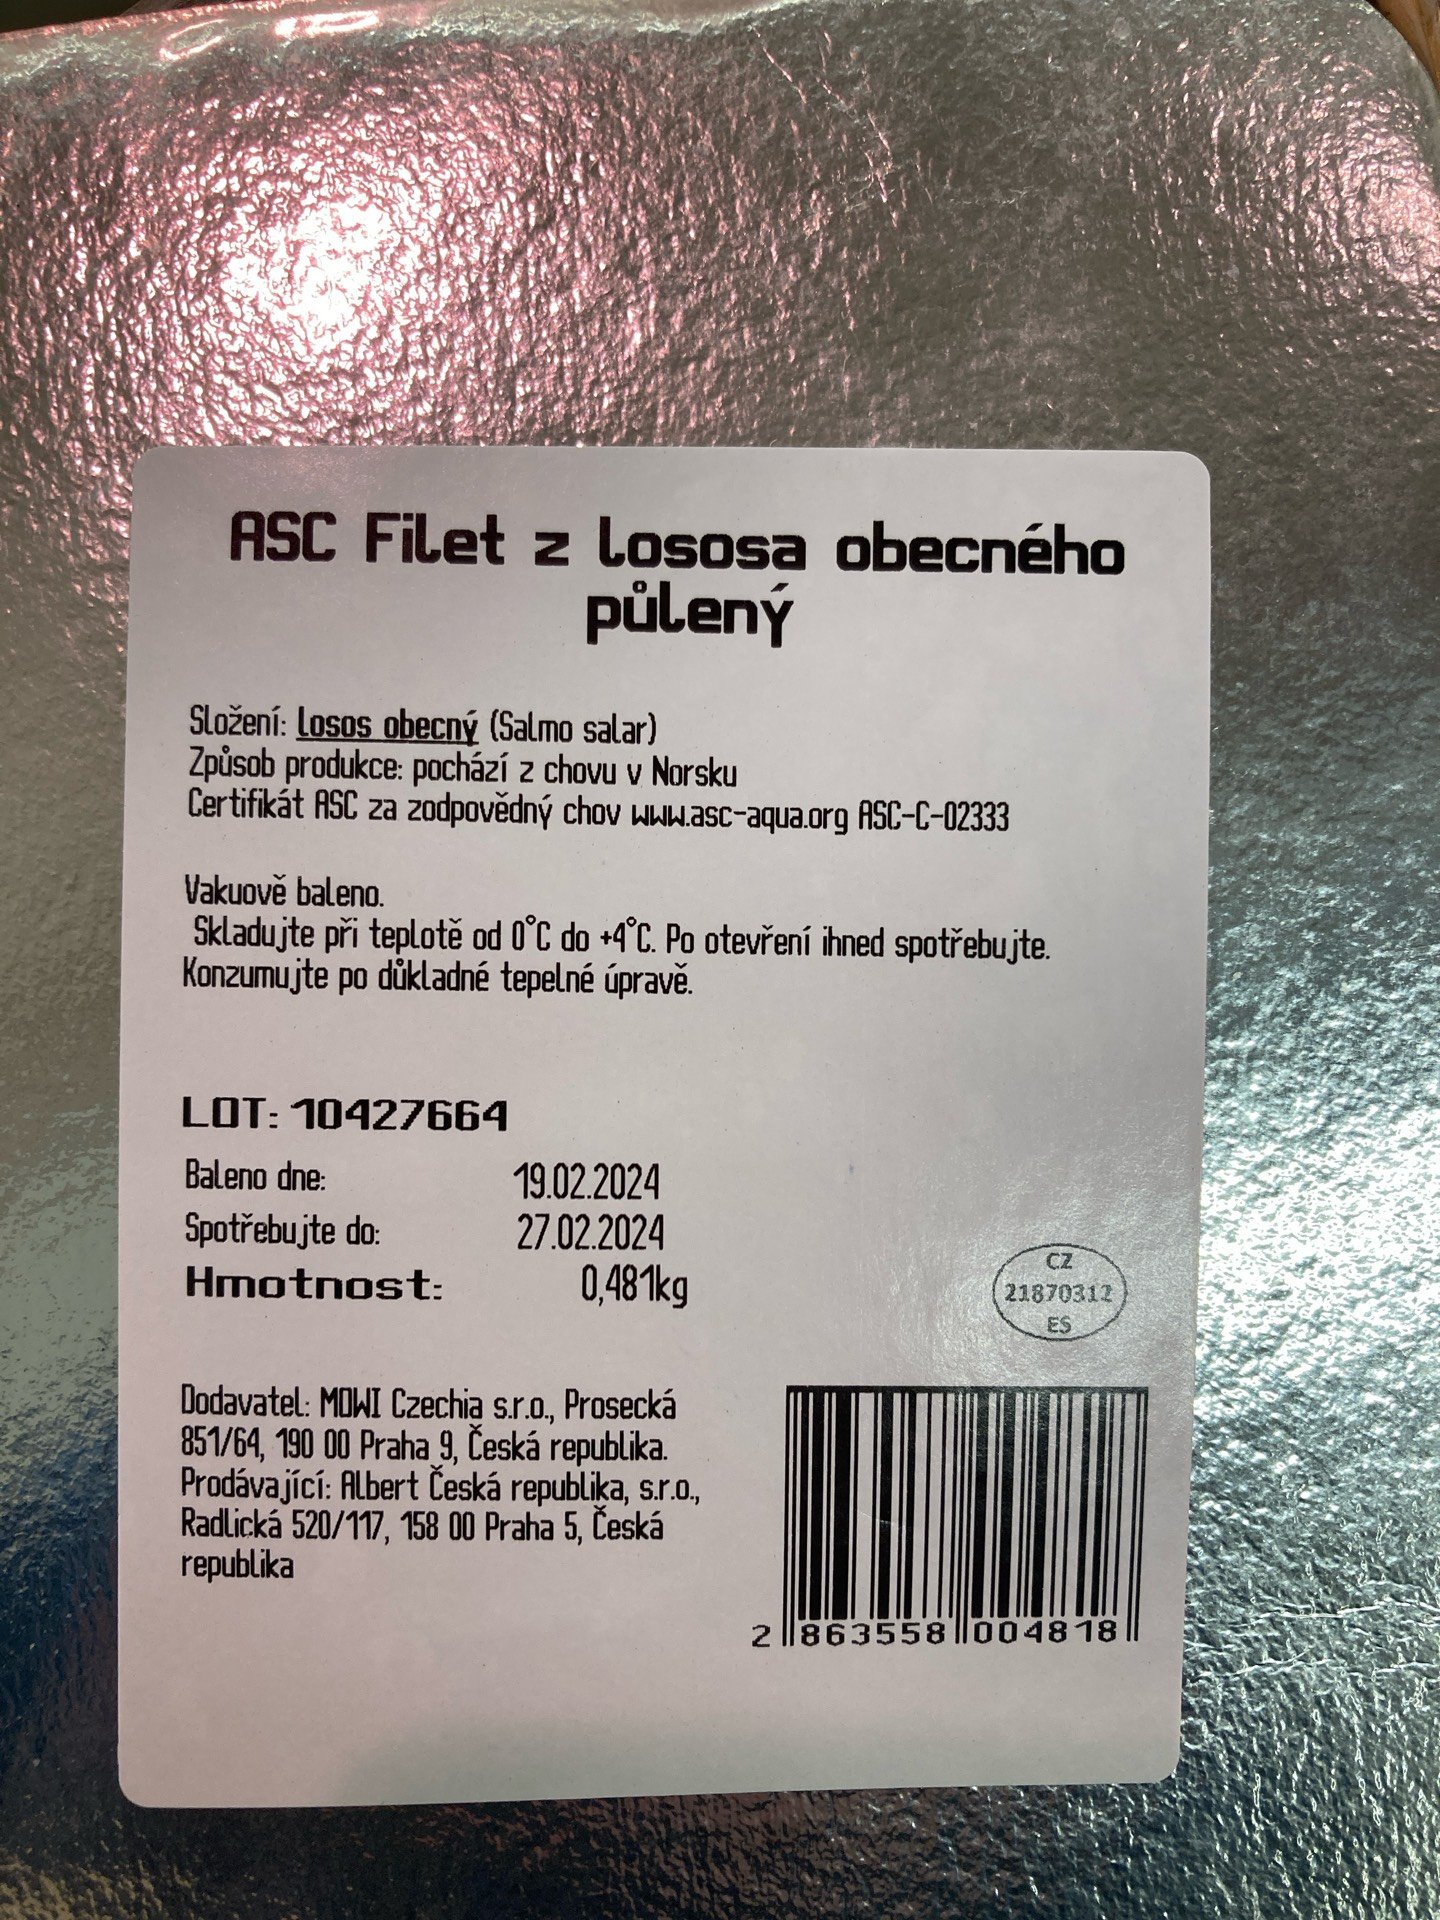 ASC Filet z lososa obecného
půlený
Složení: losos obecný (Salmo salar)
Způsob produkce: pochází z chovu v Norsku
Certifikát ASC za zodpovědný chov www.asc-aqua.org ASC-C-02333
Vakuově baleno.
Skladujte při teplotě od 0°C do +4°C. Po otevření ihned spotřebujte.
Konzumujte po důkladné tepelné úpravě.
LOT: 10427664
Baleno dne: 19.02.2024
Spotřebujte do: 27.02.2024
Hmotnost: 0,481kg
CZ
21870312
ES
Dodavatel: MOWI Czechia s.r.o., Prosecká
851/64, 190 00 Praha 9, Česká republika.
Prodávající: Albert Česká republika, s.r.o.,
Radlická 520/117, 158 00 Praha 5, Česká
republika
2 863558 004818